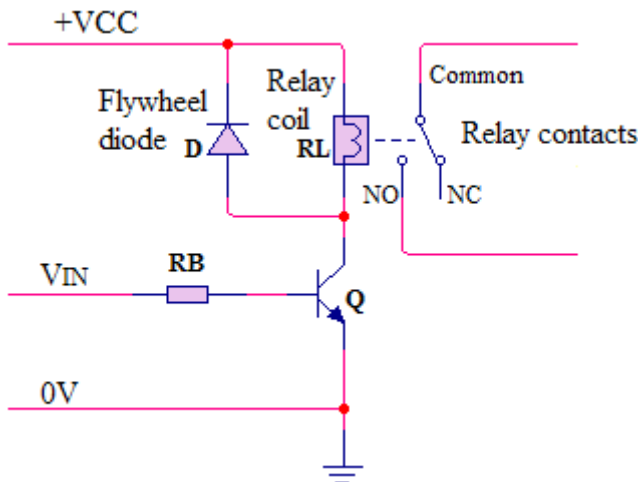 +VCC
Flywheel
diode
D
Relay
coil
RL
Common
Relay contacts
NO
NC
VIN
RB
Q
0V